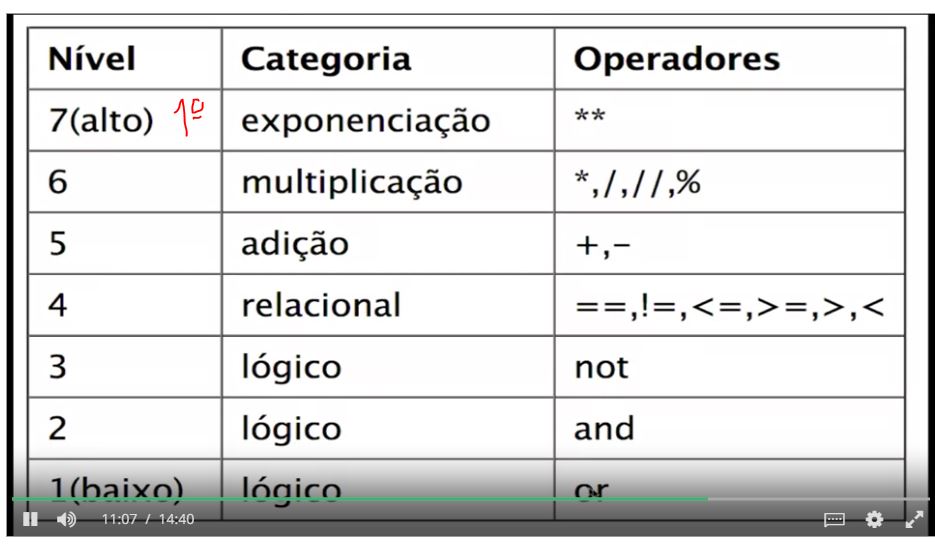 Nível Categoria Operadores
7(alto) 1º exponenciação **
6 multiplicação *,/,//,%
5 adição +,-
4 relacional ==,!=,<=,>=,>,<
3 lógico not
2 lógico and
1(baixo) lógico or
11:07 / 14:40